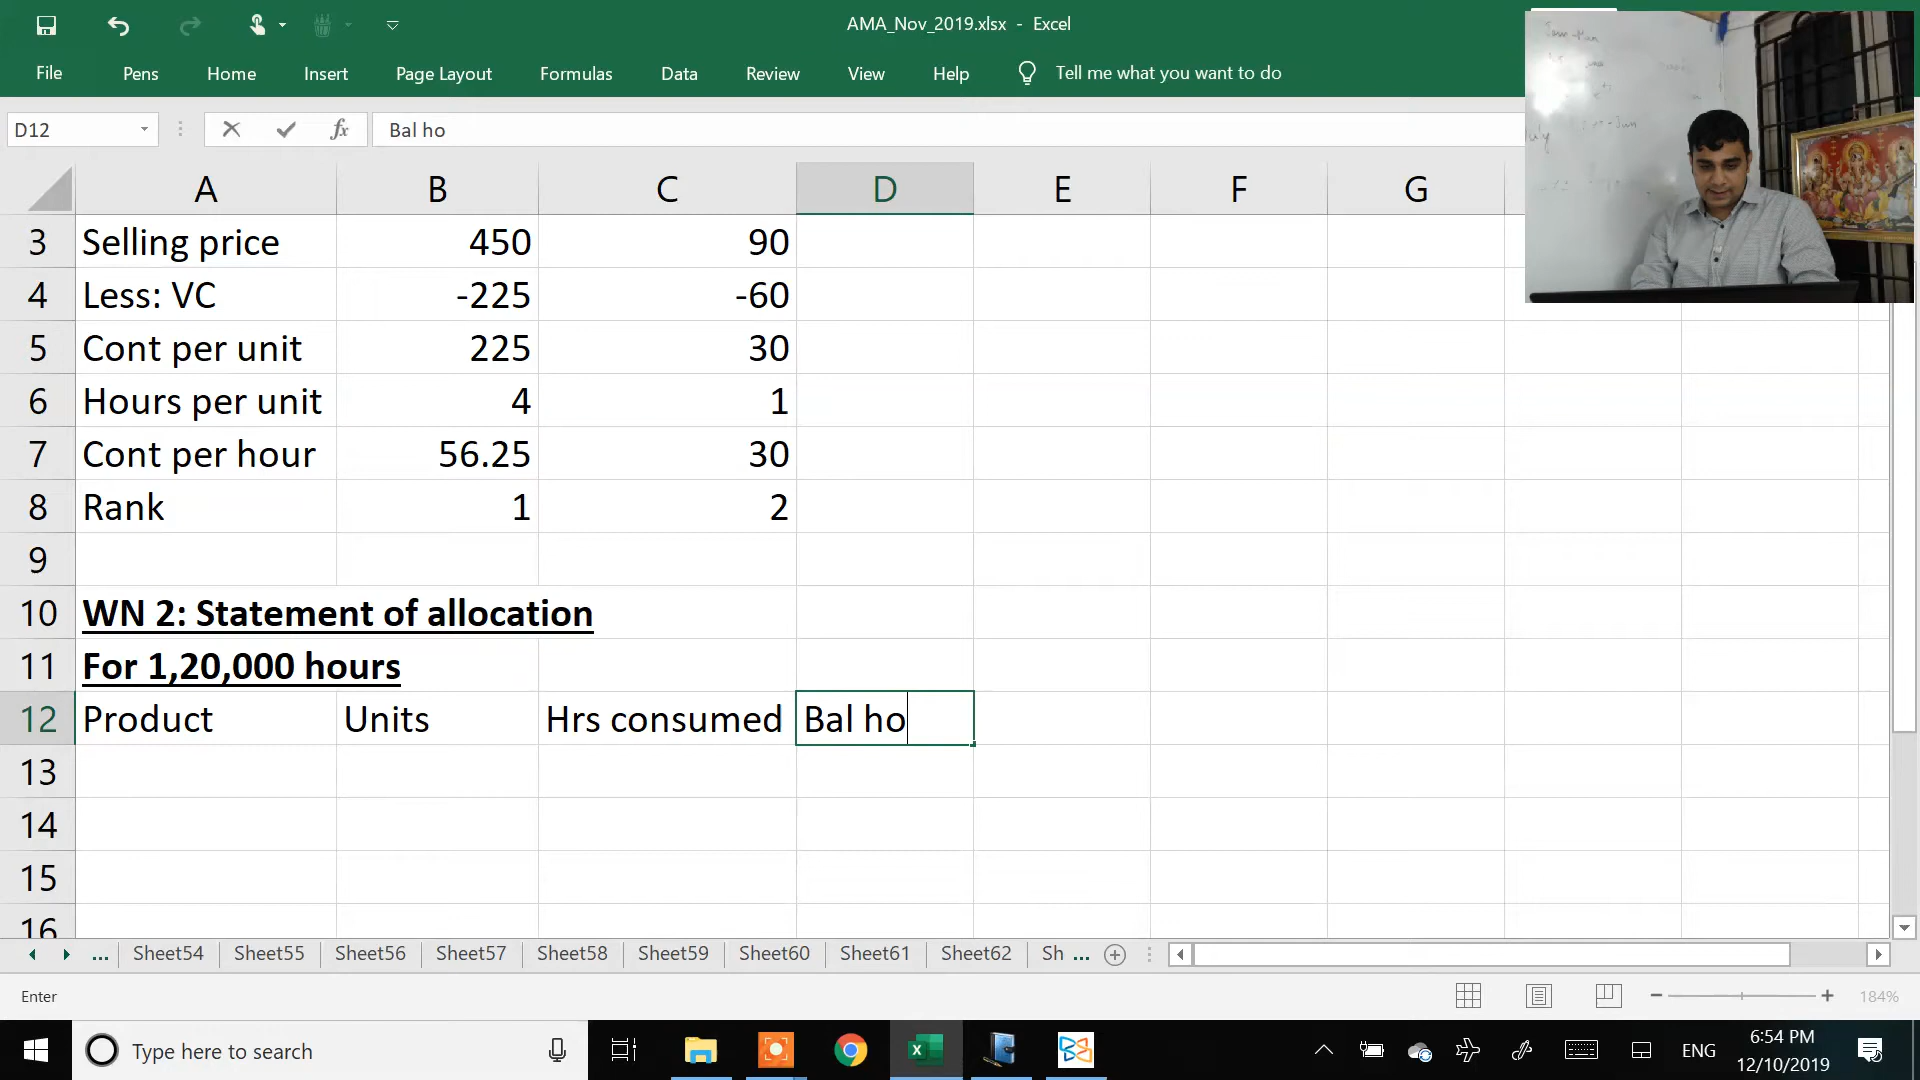 AMA_Nov_2019.xlsx - Excel
File Pens Home Insert Page Layout Formulas Data Review View Help Tell me what you want to do
D12 fx Bal ho
A B C D E F G
3 Selling price 450 90
4 Less: VC -225 -60
5 Cont per unit 225 30
6 Hours per unit 4 1
7 Cont per hour 56.25 30
8 Rank 1 2
9
10 WN 2: Statement of allocation
11 For 1,20,000 hours
12 Product Units Hrs consumed Bal ho
13
14
15
16
... Sheet54 Sheet55 Sheet56 Sheet57 Sheet58 Sheet59 Sheet60 Sheet61 Sheet62 Sh ...
Enter 184%
Type here to search ENG 6:54 PM
12/10/2019